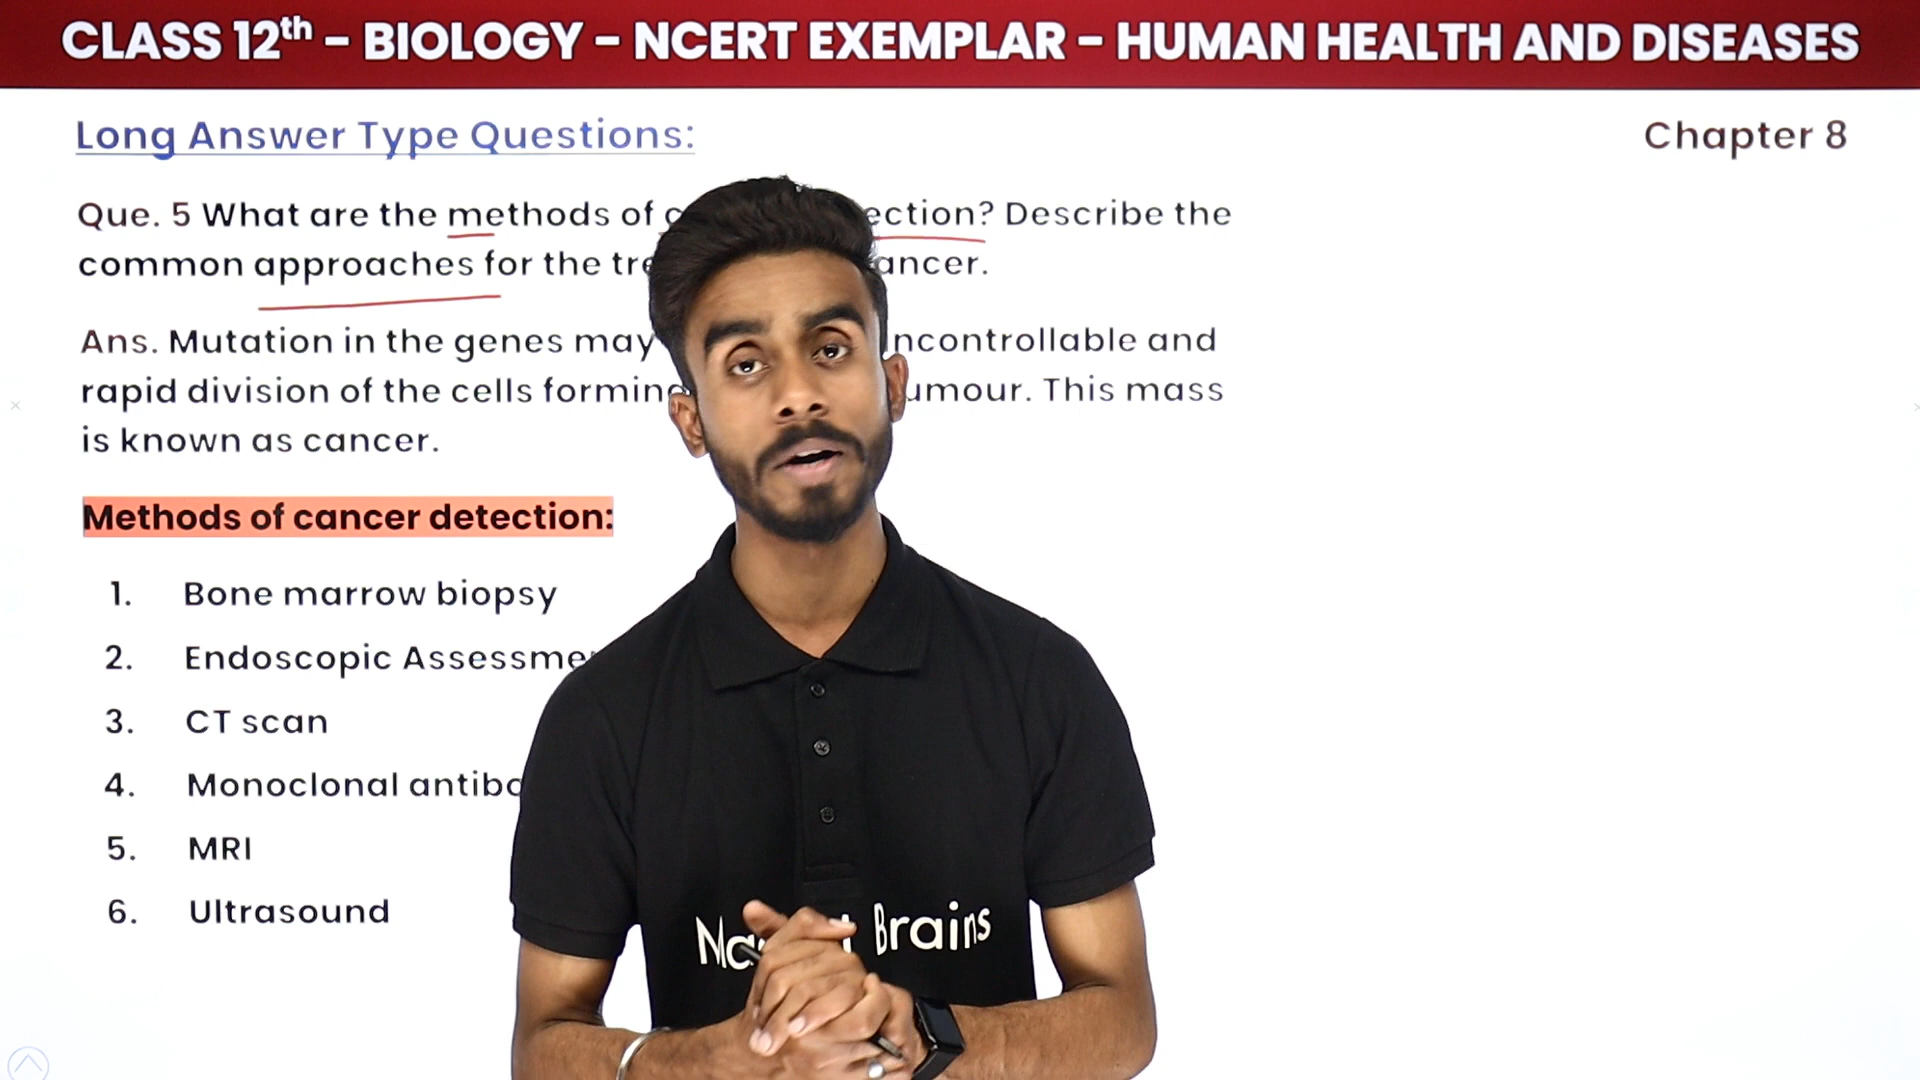 CLASS 12th - BIOLOGY - NCERT EXEMPLAR - HUMAN HEALTH AND DISEASES
Long Answer Type Questions:
Chapter 8
Que. 5 What are the methods of ection? Describe the
common approaches for the ancer.
Ans. Mutation in the genes may ncontrollable and
rapid division of the cells forming umour. This mass
is known as cancer.
Methods of cancer detection:
1. Bone marrow biopsy
2. Endoscopic Assessme
3. CT scan
4. Monoclonal antibo
5. MRI
6. Ultrasound
Brains